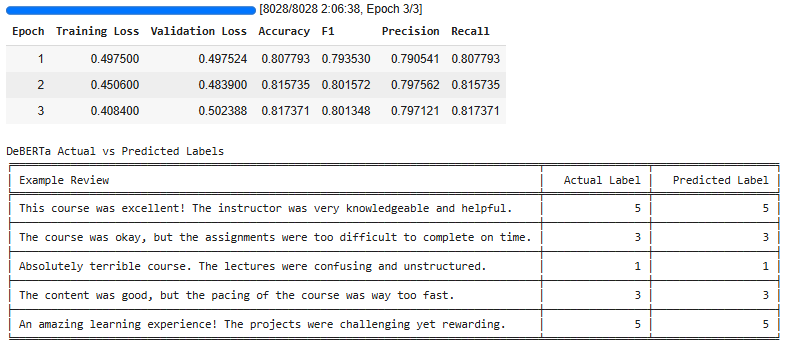 [8028/8028 2:06:38, Epoch 3/3]
Epoch Training Loss Validation Loss Accuracy F1 Precision Recall
1 0.497500 0.497524 0.807793 0.793530 0.790541 0.807793
2 0.450600 0.483900 0.815735 0.801572 0.797562 0.815735
3 0.408400 0.502388 0.817371 0.801348 0.797121 0.817371
DeBERTa Actual vs Predicted Labels
Example Review Actual Label Predicted Label
This course was excellent! The instructor was very knowledgeable and helpful. 5 5
The course was okay, but the assignments were too difficult to complete on time. 3 3
Absolutely terrible course. The lectures were confusing and unstructured. 1 1
The content was good, but the pacing of the course was way too fast. 3 3
An amazing learning experience! The projects were challenging yet rewarding. 5 5